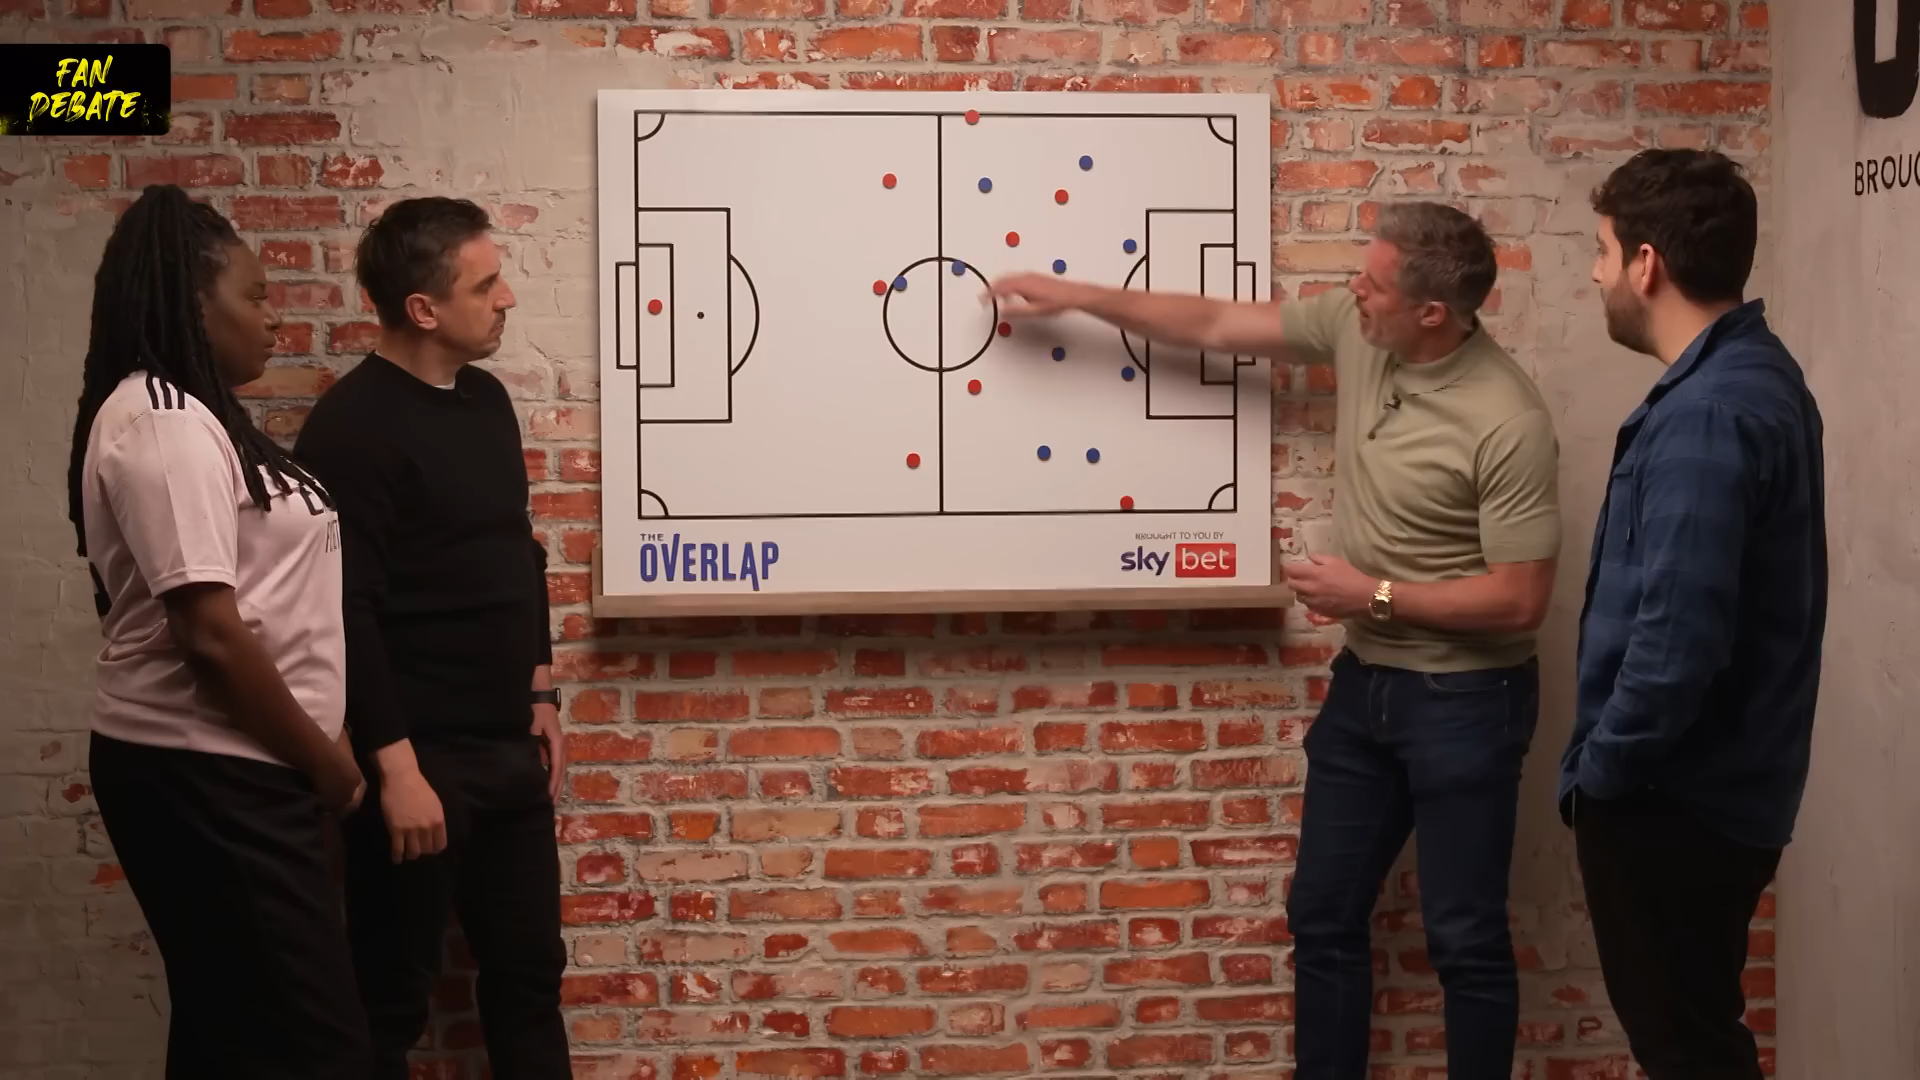 FAN
DEBATE
BROUG
THE
OVERLAP
BROUGHT TO YOU BY
sky bet